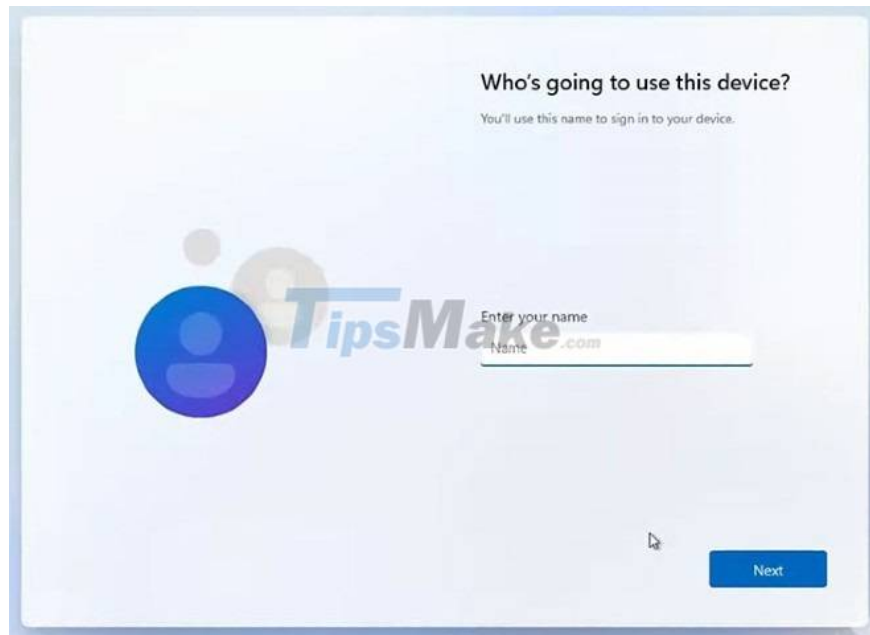 Who's going to use this device?
You'll use this name to sign in to your device.
TipsMake.com
Enter your name
Name
Next